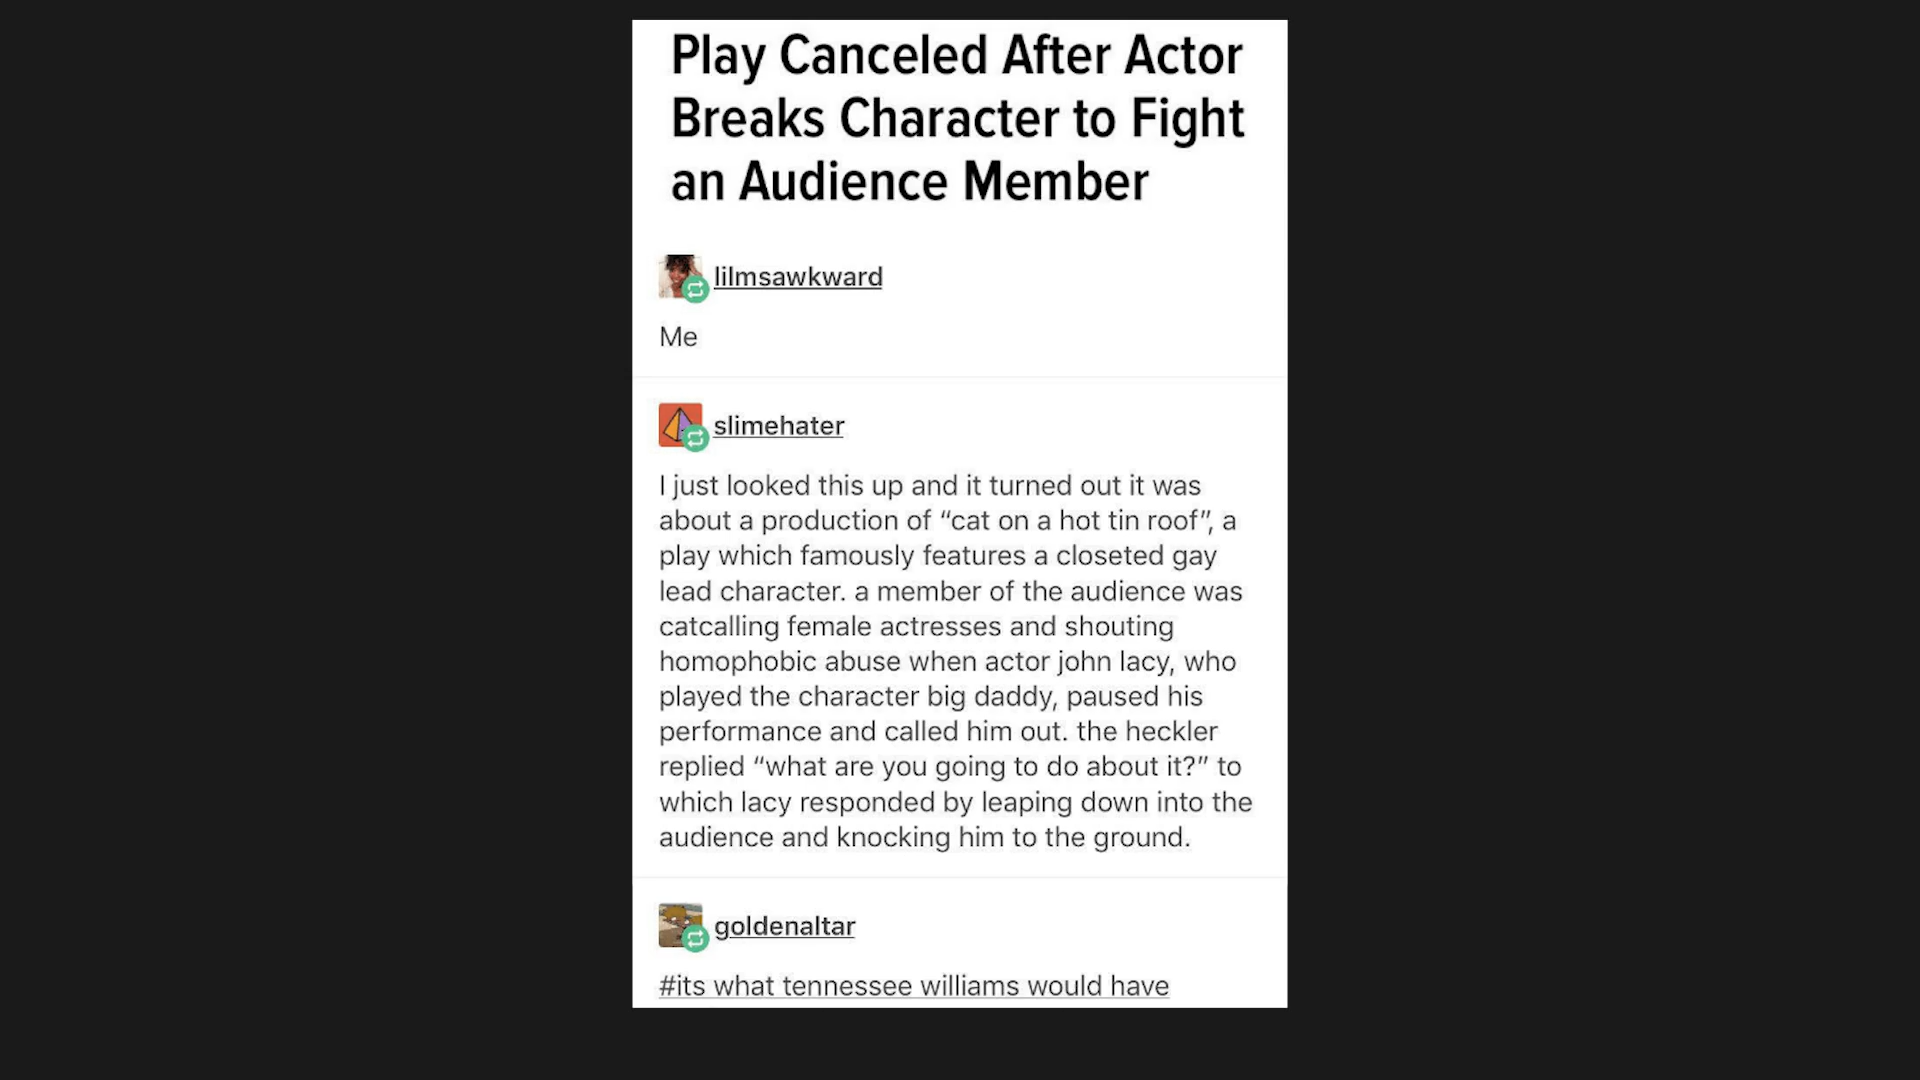 Play Canceled After Actor
Breaks Character to Fight
an Audience Member
lilmsawkward
Me
slimehater
I just looked this up and it turned out it was
about a production of “cat on a hot tin roof”, a
play which famously features a closeted gay
lead character. a member of the audience was
catcalling female actresses and shouting
homophobic abuse when actor john lacy, who
played the character big daddy, paused his
performance and called him out. the heckler
replied “what are you going to do about it?” to
which lacy responded by leaping down into the
audience and knocking him to the ground.
goldenaltar
#its what tennessee williams would have